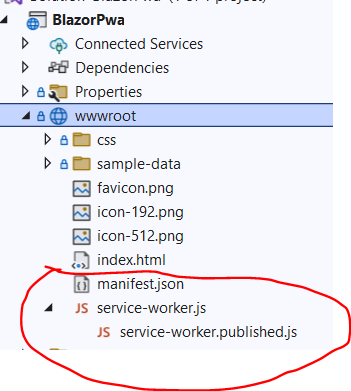 BlazorPwa
Connected Services
Dependencies
Properties
wwwroot
css
sample-data
favicon.png
icon-192.png
icon-512.png
index.html
manifest.json
JS service-worker.js
JS service-worker.published.js